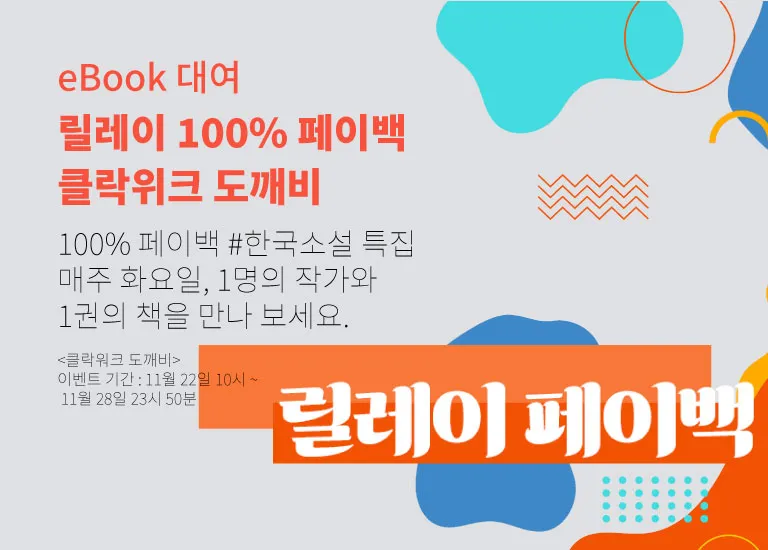 eBook 대여
릴레이 100% 페이백
클락위크 도깨비
100% 페이백 #한국소설 특집
매주 화요일, 1명의 작가와
1권의 책을 만나 보세요.
<클락워크 도깨비>
이벤트 기간 : 11월 22일 10시 ~
11월 28일 23시 50분
릴레이 페이백